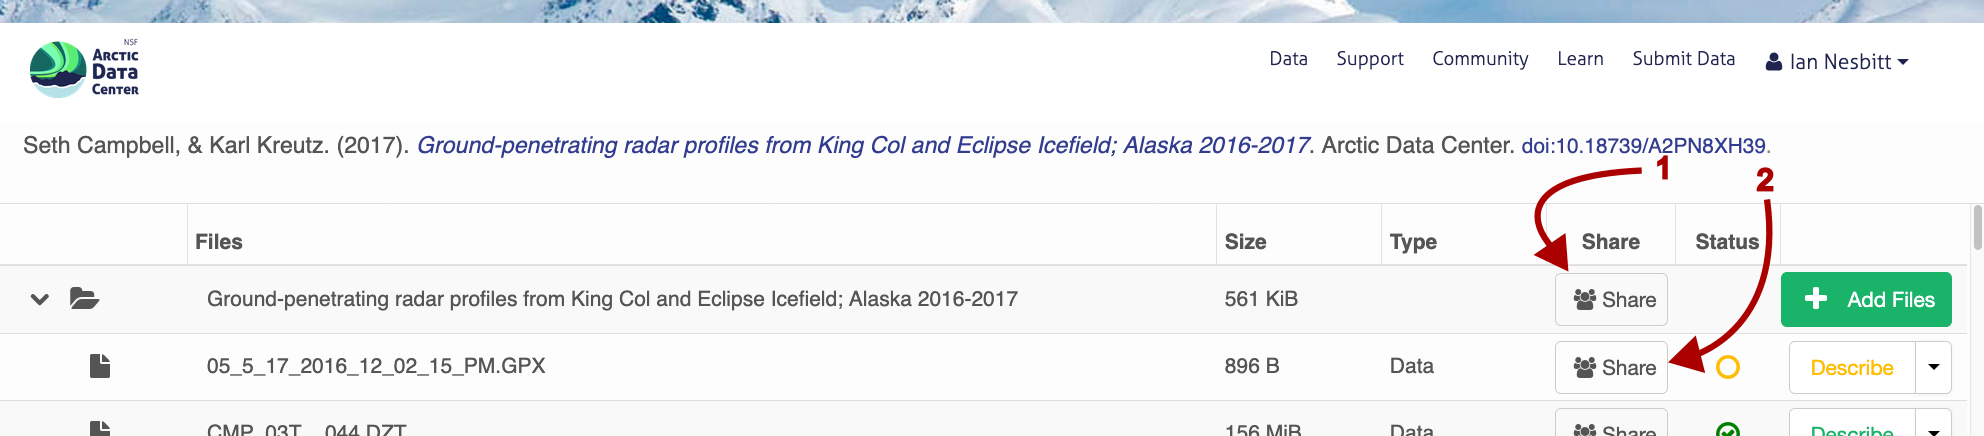 NSF
ARCTIC
DATA
CENTER
Data Support Community Learn Submit Data Ian Nesbitt
Seth Campbell, & Karl Kreutz. (2017). Ground-penetrating radar profiles from King Col and Eclipse Icefield; Alaska 2016-2017. Arctic Data Center. doi:10.18739/A2PN8XH39.
1
2
Files Size Type Share Status
Ground-penetrating radar profiles from King Col and Eclipse Icefield; Alaska 2016-2017 561 KiB Share Add Files
05_5_17_2016_12_02_15_PM.GPX 896 B Data Share Describe
CMP_03T__044.DZT 156 MiB Data Share Describe